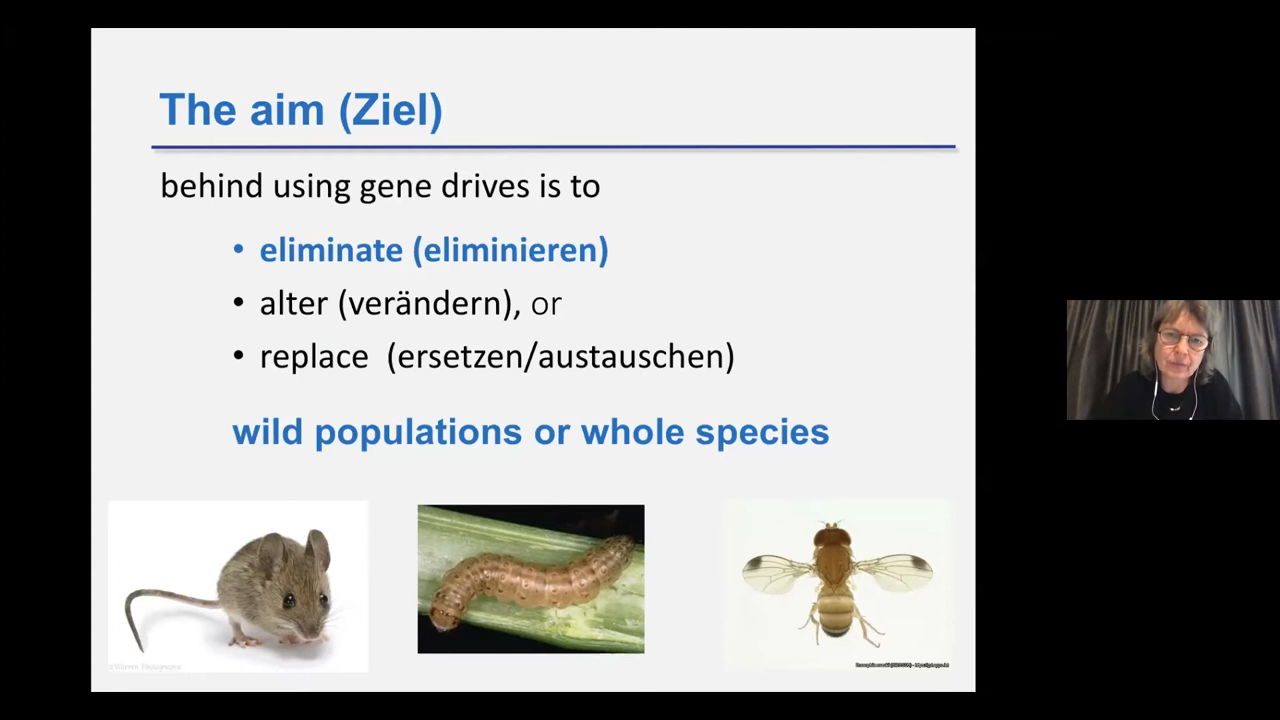 The aim (Ziel)
behind using gene drives is to
• eliminate (eliminieren)
• alter (verändern), or
• replace (ersetzen/austauschen)
wild populations or whole species